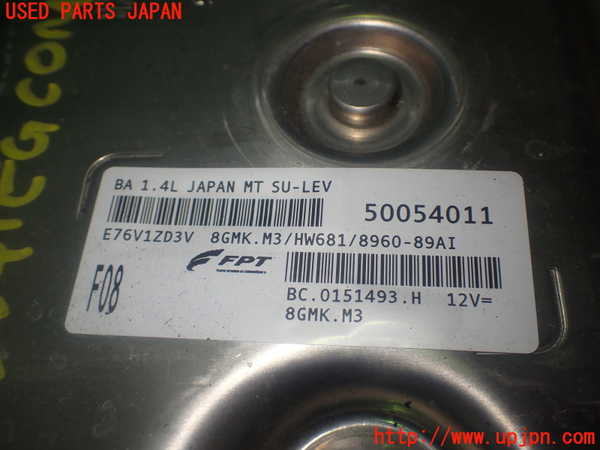 USED PARTS JAPAN
EGCON
BA 1.4L JAPAN MT SU-LEV
50054011
E76V1ZD3V 8GMK.M3/HW681/8960-89AI
FPT
F08
BC.0151493.H 12V=
8GMK.M3
http://www.upjpn.com/